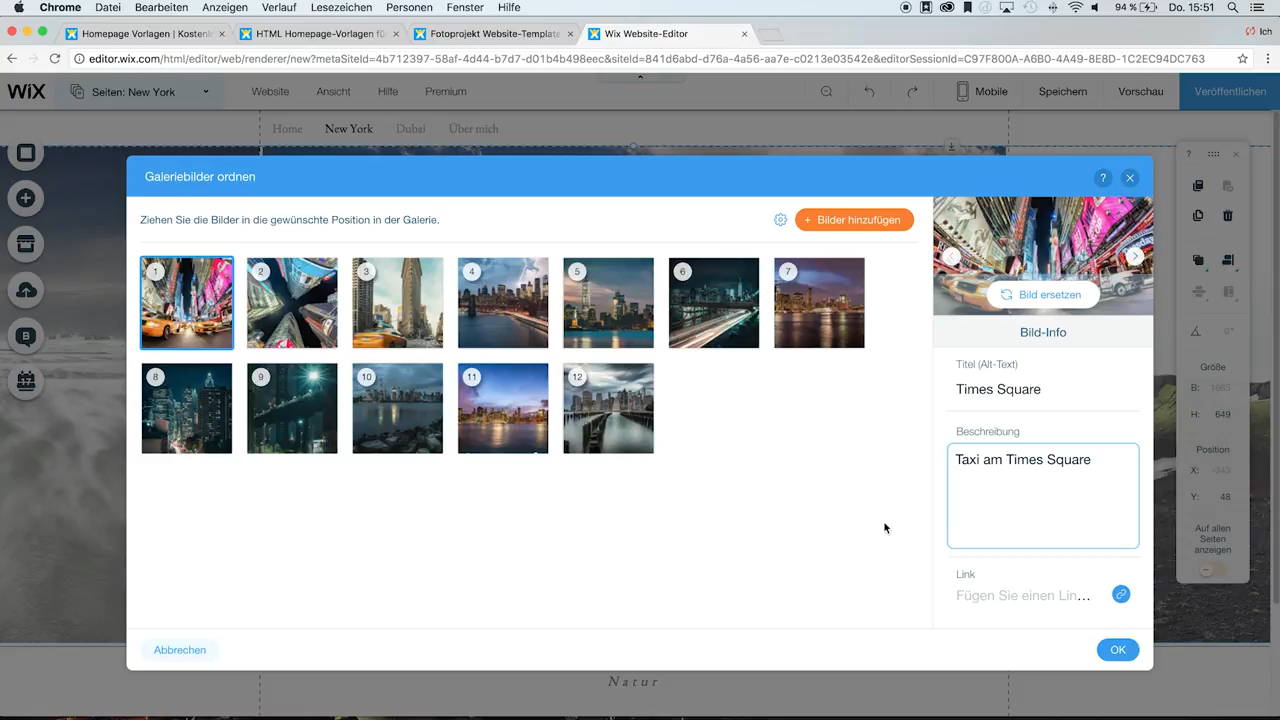 Chrome Datei Bearbeiten Anzeigen Verlauf Lesezeichen Personen Fenster Hilfe 94 % Do. 15:51
Homepage Vorlagen | Kostenlos × HTML Homepage-Vorlagen für × Fotoprojekt Website-Template × Wix Website-Editor × Ich
editor.wix.com/html/editor/web/renderer/new?metaSiteId=4b712397-58af-4d44-b7d7-d01b4b498eec&siteId=841d6abd-d76a-4a56-aa7e-c0213e03542e&editorSessionId=C97F800A-A6B0-4A49-8E8D-1C2EC94DC763
WiX Seiten: New York Website Ansicht Hilfe Premium Mobile Speichern Vorschau Veröffentlichen
Home New York Dubai Über mich
Galeriebilder ordnen ? ×
Ziehen Sie die Bilder in die gewünschte Position in der Galerie. + Bilder hinzufügen
1 2 3 4 5 6 7
8 9 10 11 12
Bild ersetzen
Bild-Info
Titel (Alt-Text)
Times Square
Beschreibung
Taxi am Times Square
Link
Fügen Sie einen Lin...
Abbrechen OK
? ×
0°
Größe
B: 1665
H: 649
Position
X: -343
Y: 48
Auf allen
Seiten
anzeigen
Natur